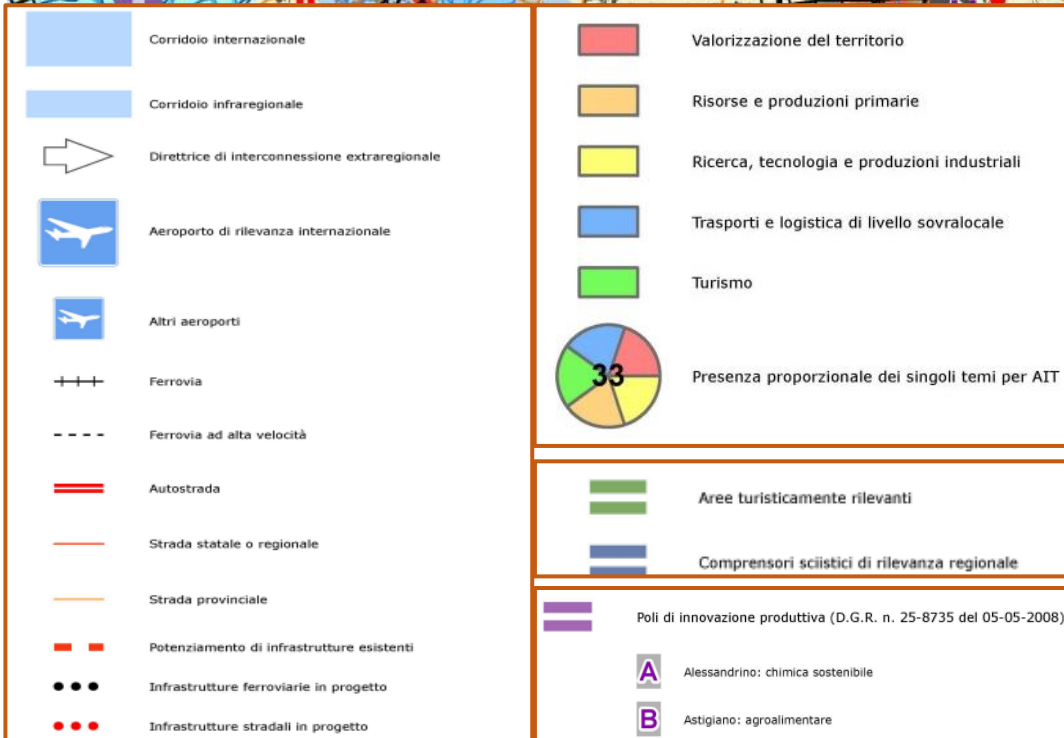 Corridoio internazionale
Corridoio infraregionale
Direttrice di interconnessione extraregionale
Aeroporto di rilevanza internazionale
Altri aeroporti
Ferrovia
Ferrovia ad alta velocità
Autostrada
Strada statale o regionale
Strada provinciale
Potenziamento di infrastrutture esistenti
Infrastrutture ferroviarie in progetto
Infrastrutture stradali in progetto
Valorizzazione del territorio
Risorse e produzioni primarie
Ricerca, tecnologia e produzioni industriali
Trasporti e logistica di livello sovralocale
Turismo
33
Presenza proporzionale dei singoli temi per AIT
Aree turisticamente rilevanti
Comprensori sciistici di rilevanza regionale
Poli di innovazione produttiva (D.G.R. n. 25-8735 del 05-05-2008)
A Alessandrino: chimica sostenibile
B Astigiano: agroalimentare